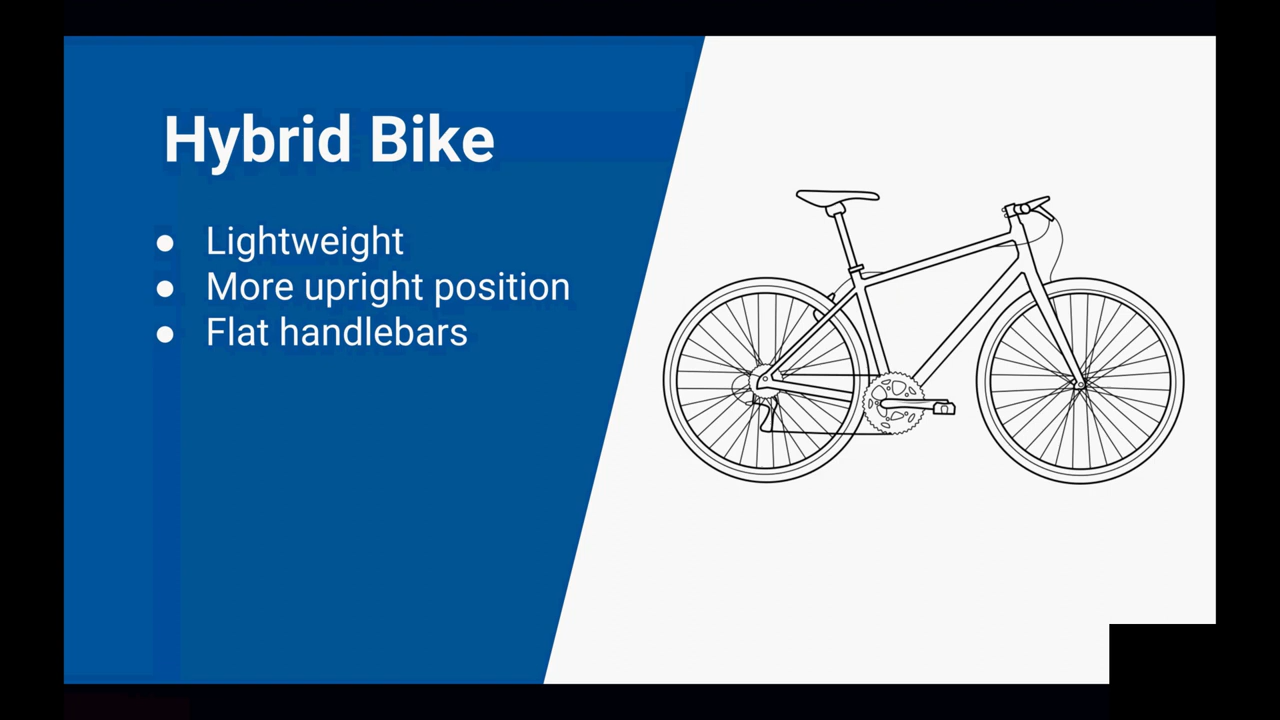 Hybrid Bike
● Lightweight
● More upright position
● Flat handlebars